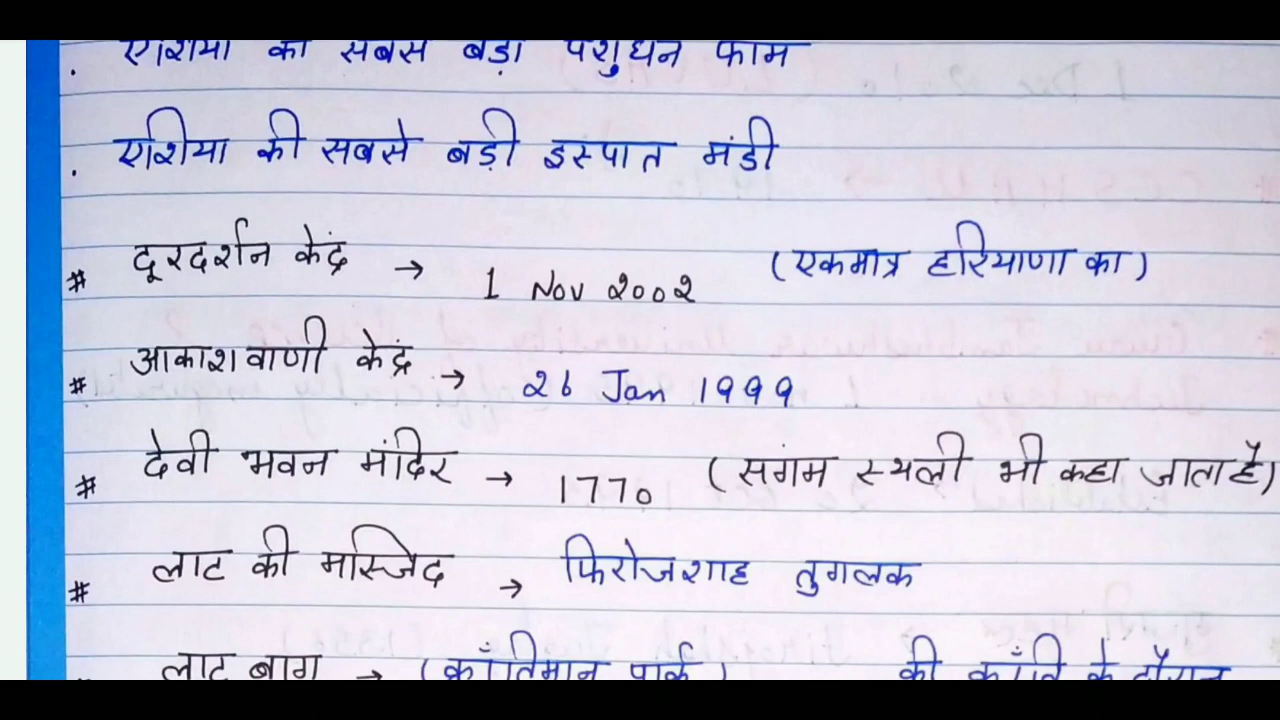 . एशिया का सबसे बड़ा पशुधन फार्म
. एशिया की सबसे बड़ी इस्पात मंडी
# दूरदर्शन केंद्र → 1 Nov 2002 (एकमात्र हरियाणा का)
# आकाशवाणी केंद्र → 26 Jan 1999
# देवी भवन मंदिर → 1770 (संगम स्थली भी कहा जाता है)
# लाट की मस्जिद → फिरोजशाह तुगलक
लाट बाग → (क्राँतिमान पार्क) की क्राँति के दौरान